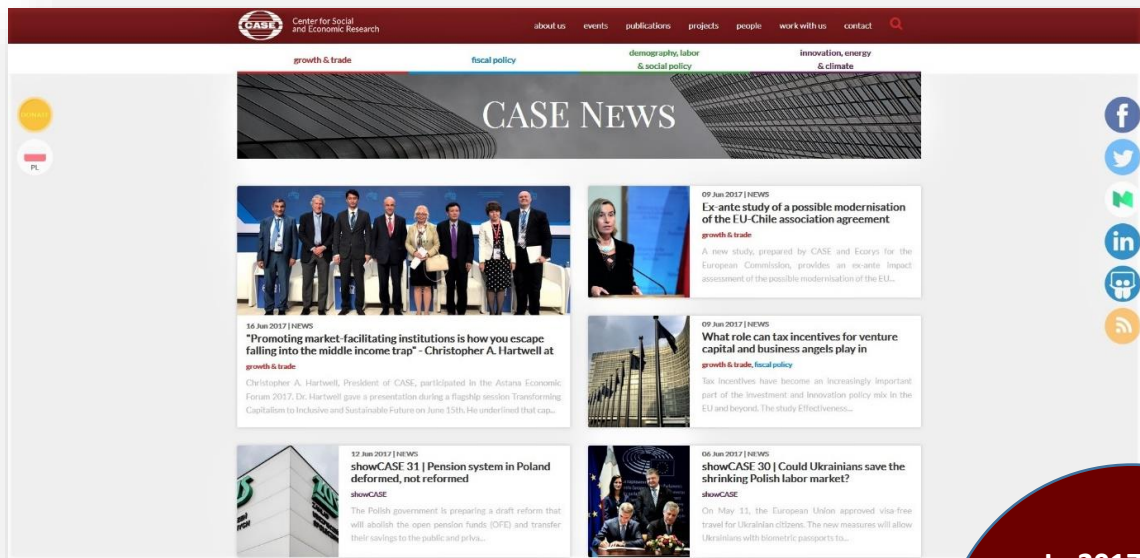 CASE
Center for Social
and Economic Research
about us events publications projects people work with us contact
growth & trade
fiscal policy
demography, labor
& social policy
innovation, energy
& climate
CASE NEWS
PL
16 Jun 2017 | NEWS
"Promoting market-facilitating institutions is how you escape
falling into the middle income trap" - Christopher A. Hartwell at
growth & trade
Christopher A. Hartwell, President of CASE, participated in the Astana Economic
Forum 2017. Dr. Hartwell gave a presentation during a flagship session Transforming
Capitalism to Inclusive and Sustainable Future on June 15th. He underlined that cap...
09 Jun 2017 | NEWS
Ex-ante study of a possible modernisation
of the EU-Chile association agreement
growth & trade
A new study, prepared by CASE and Ecorys for the
European Commission, provides an ex-ante impact
assessment of the possible modernisation of the EU...
09 Jun 2017 | NEWS
What role can tax incentives for venture
capital and business angels play in
growth & trade, fiscal policy
Tax Incentives have become an increasingly important
part of the investment and innovation policy mix in the
EU and beyond. The study Effectiveness...
12 Jun 2017 | NEWS
showCASE 31 | Pension system in Poland
deformed, not reformed
showCASE
The Polish government is preparing a draft reform that
will abolish the open pension funds (OFE) and transfer
their savings to the public and priva...
06 Jun 2017 | NEWS
showCASE 30 | Could Ukrainians save the
shrinking Polish labor market?
showCASE
On May 11, the European Union approved visa-free
travel for Ukrainian citizens. The new measures will allow
Ukrainians with biometric passports to...